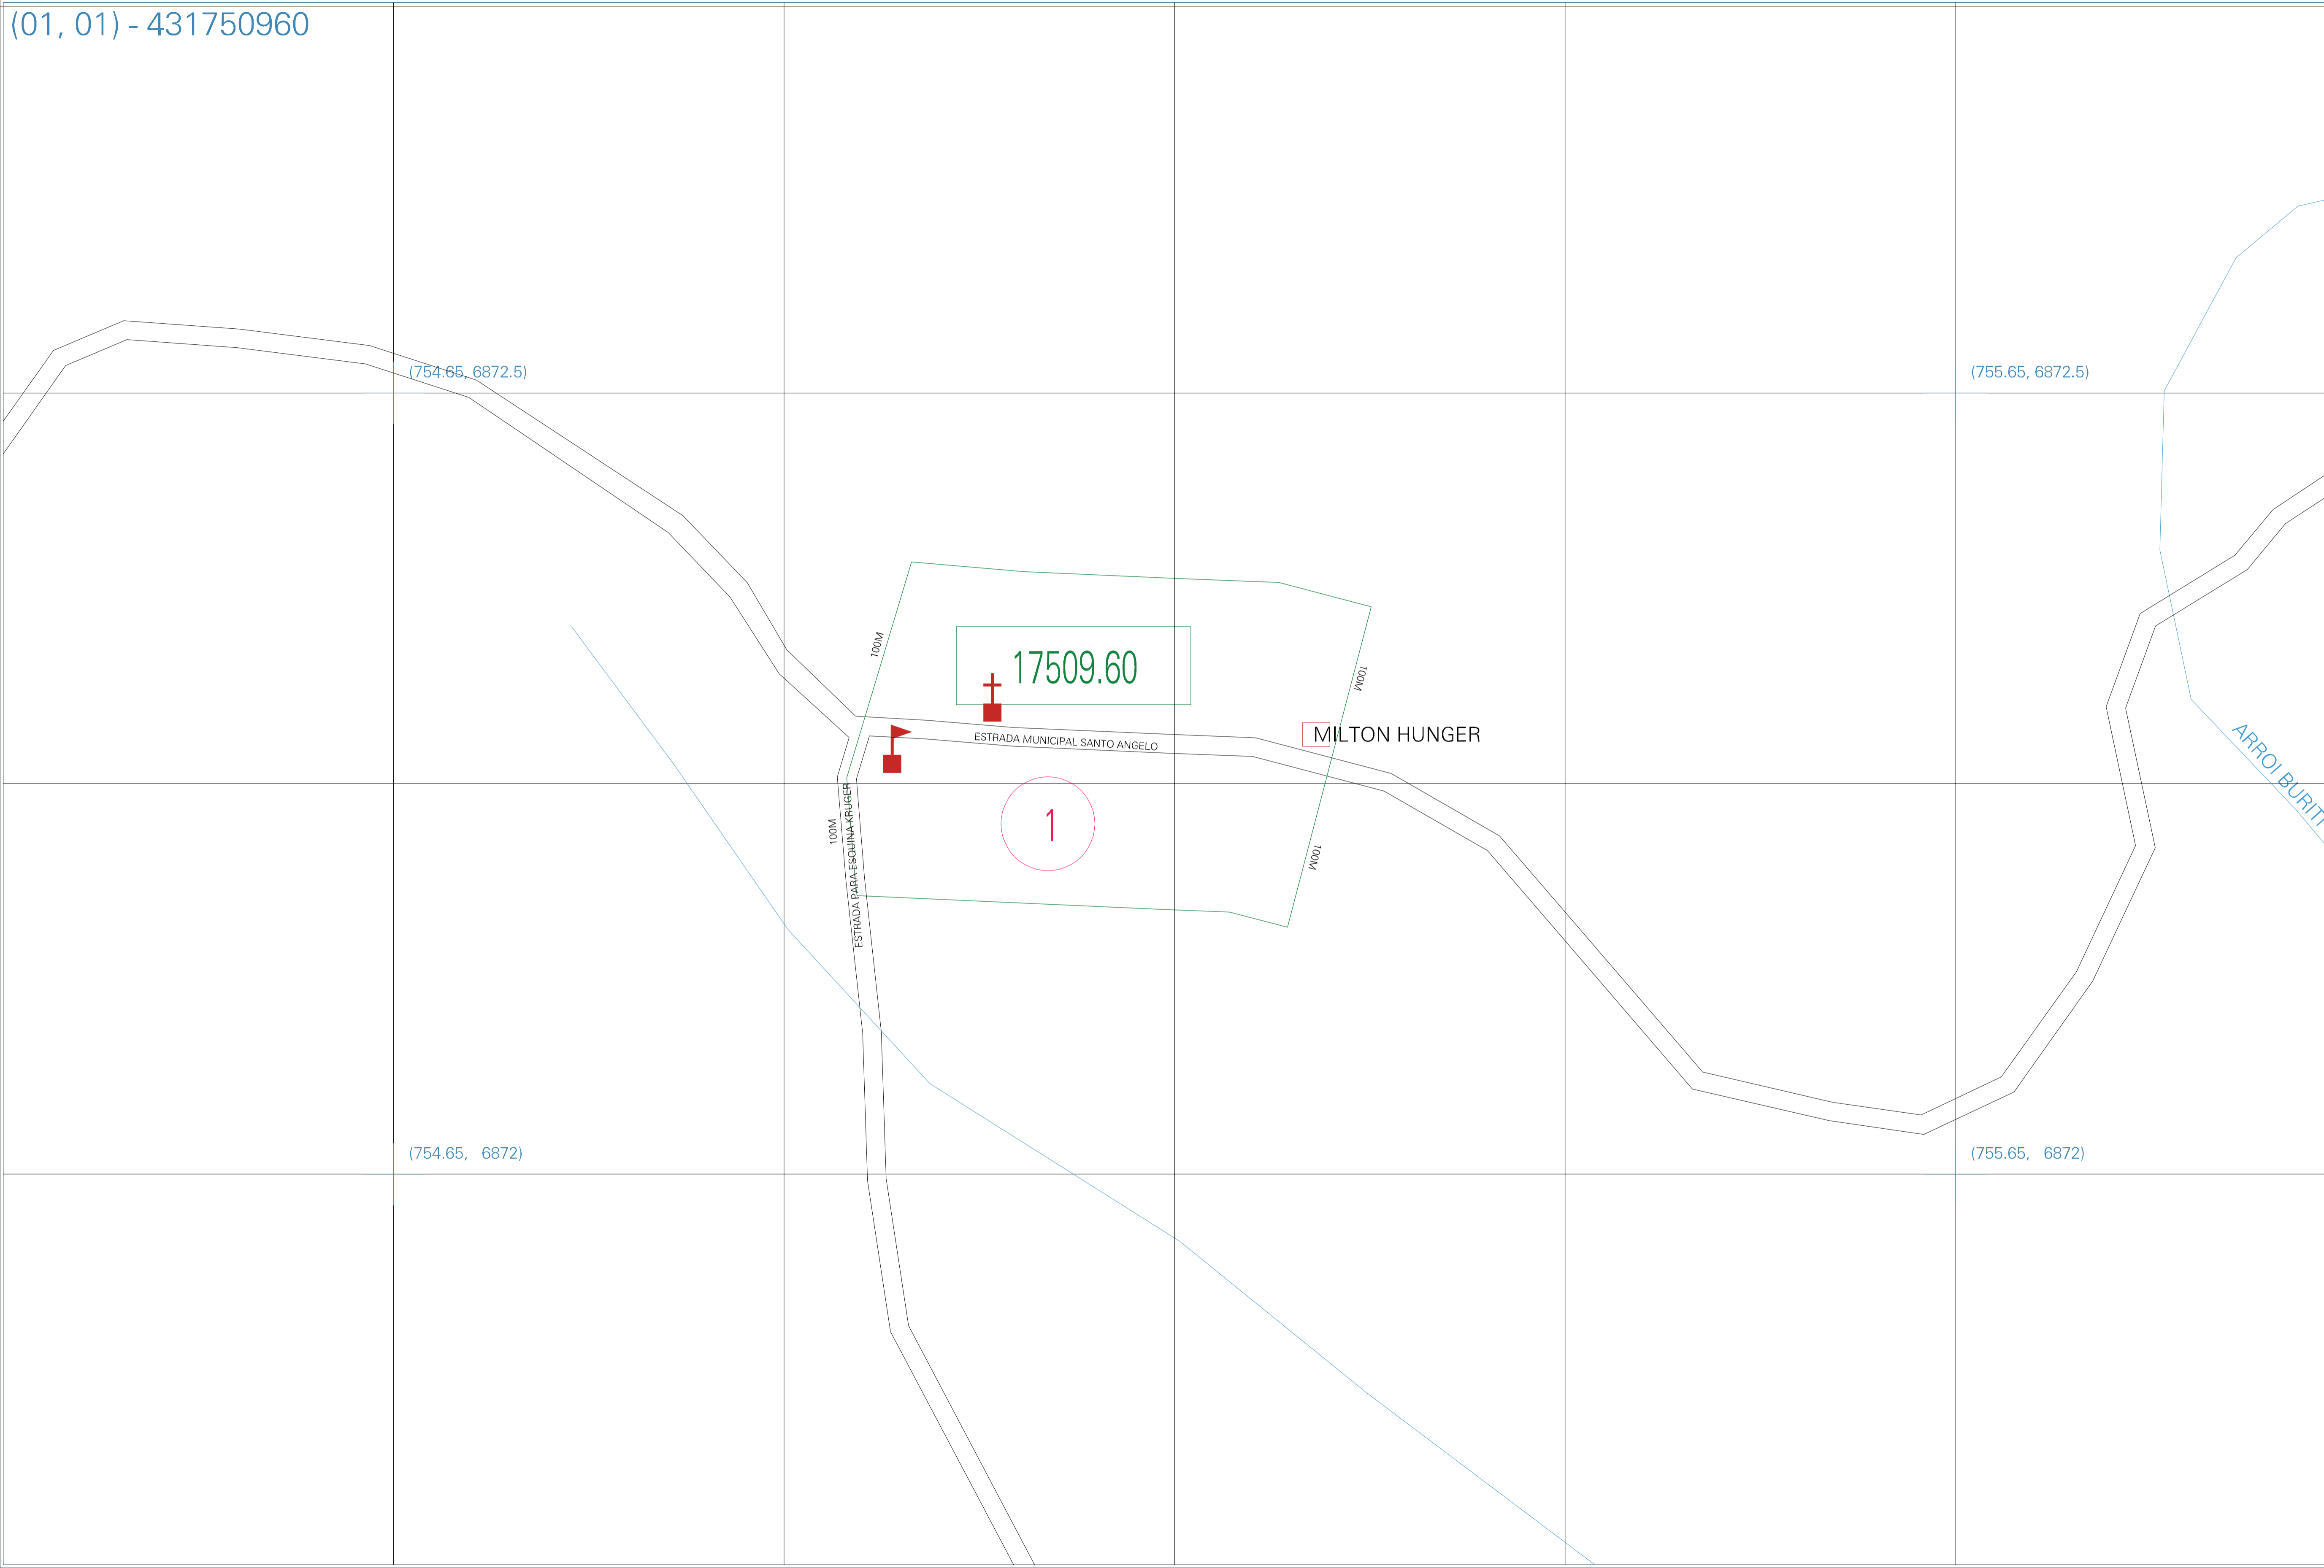 (01, 01) - 431750960
(754.65, 6872.5)
(755.65, 6872.5)
100M
17509.60
100M
MILTON HUNGER
ESTRADA MUNICIPAL SANTO ANGELO
ARROI BURITI
1
100M
ESTRADA PARA ESQUINA KRUGER
100M
(754.65, 6872)
(755.65, 6872)